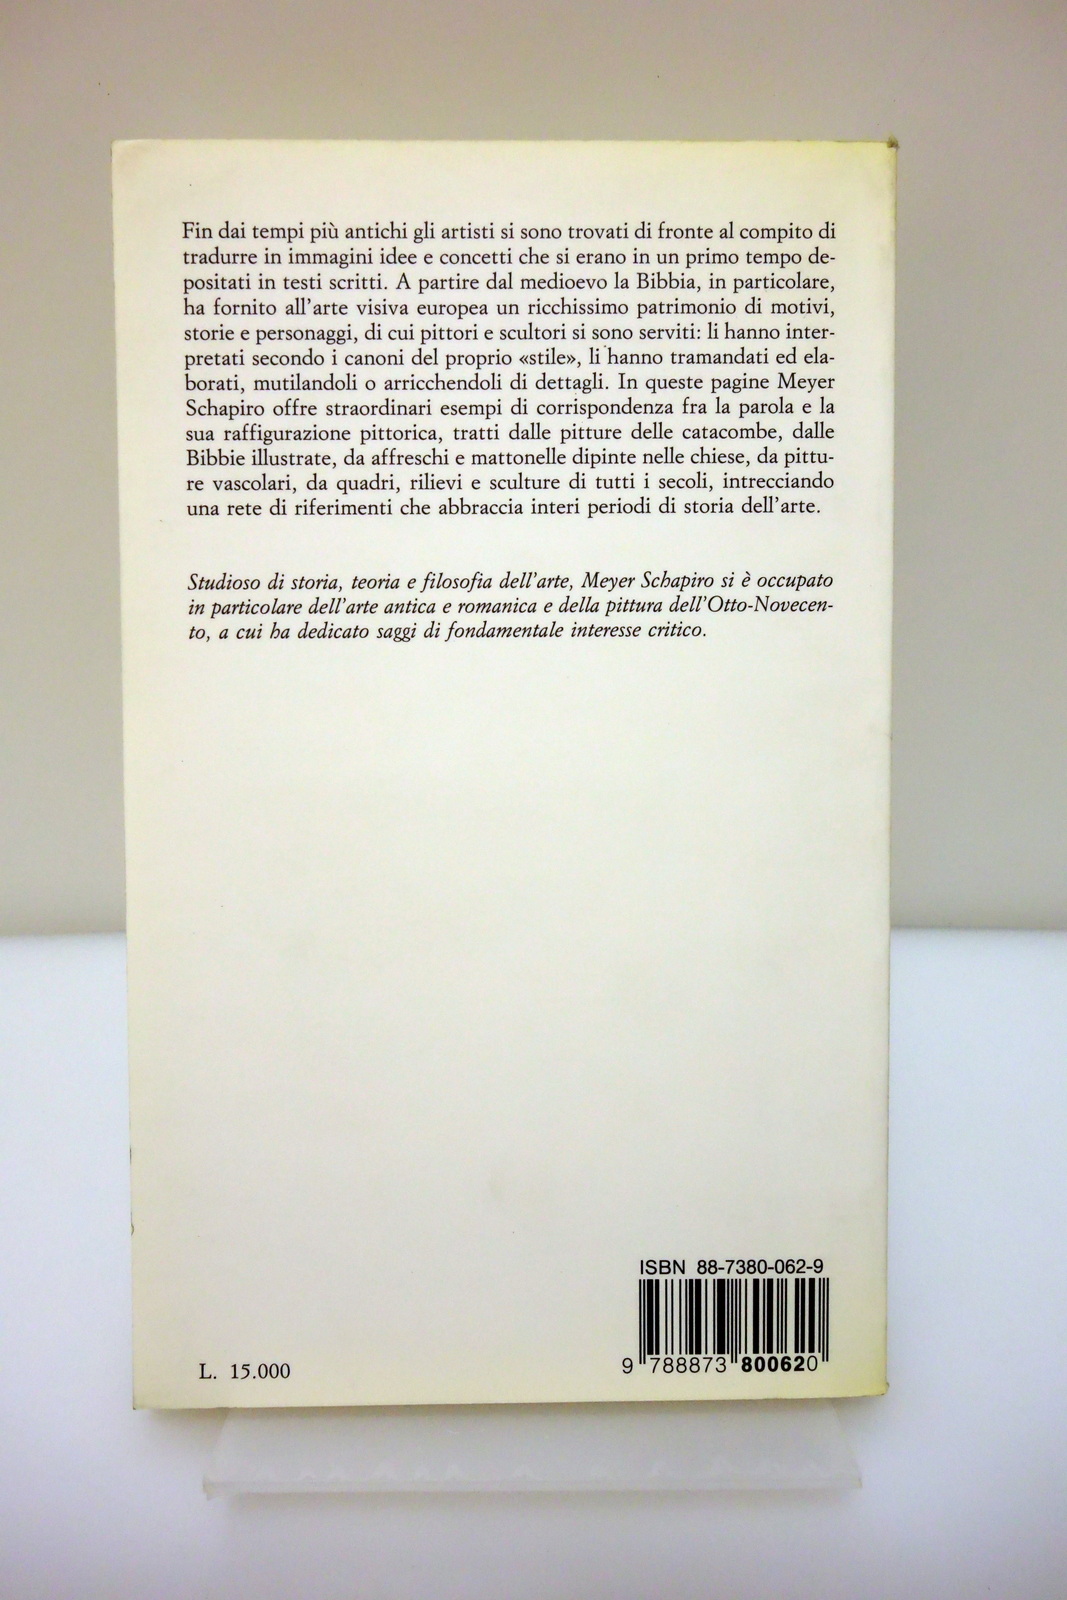 Fin dai tempi più antichi gli artisti si sono trovati di fronte al compito di
tradurre in immagini idee e concetti che si erano in un primo tempo de-
positati in testi scritti. A partire dal medioevo la Bibbia, in particolare,
ha fornito all'arte visiva europea un ricchissimo patrimonio di motivi,
storie e personaggi, di cui pittori e scultori si sono serviti: li hanno inter-
pretati secondo i canoni del proprio «stile», li hanno tramandati ed ela-
borati, mutilandoli o arricchendoli di dettagli. In queste pagine Meyer
Schapiro offre straordinari esempi di corrispondenza fra la parola e la
sua raffigurazione pittorica, tratti dalle pitture delle catacombe, dalle
Bibbie illustrate, da affreschi e mattonelle dipinte nelle chiese, da pittu-
re vascolari, da quadri, rilievi e sculture di tutti i secoli, intrecciando
una rete di riferimenti che abbraccia interi periodi di storia dell'arte.
Studioso di storia, teoria e filosofia dell'arte, Meyer Schapiro si è occupato
in particolare dell'arte antica e romanica e della pittura dell'Otto-Novecen-
to, a cui ha dedicato saggi di fondamentale interesse critico.
ISBN 88-7380-062-9
9 788873 800620
L. 15.000